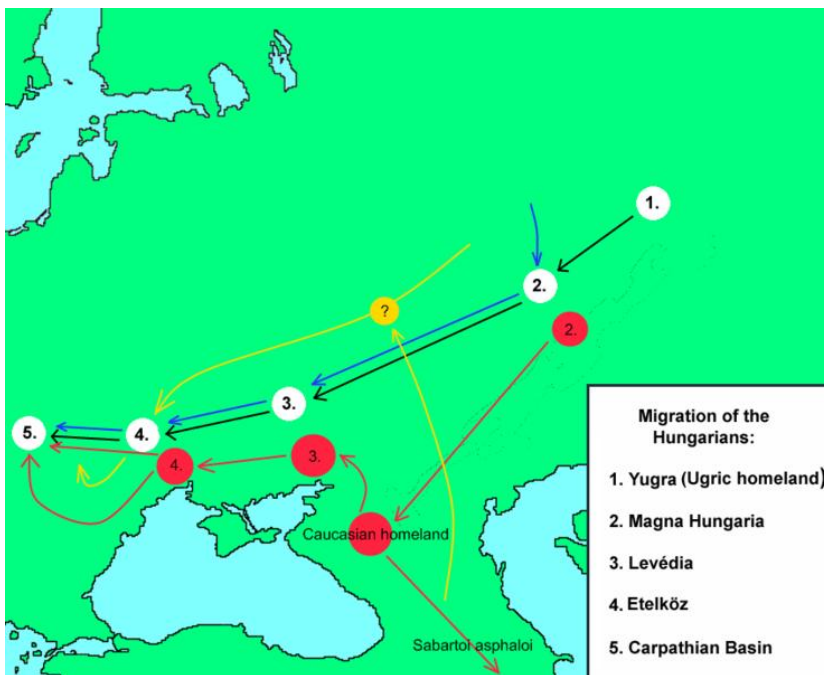 1.
2.
?
2.
3.
5.
4.
3.
4.
Caucasian homeland
Sabartoi asphaloi
Migration of the
Hungarians:
1. Yugra (Ugric homeland)
2. Magna Hungaria
3. Levédia
4. Etelköz
5. Carpathian Basin